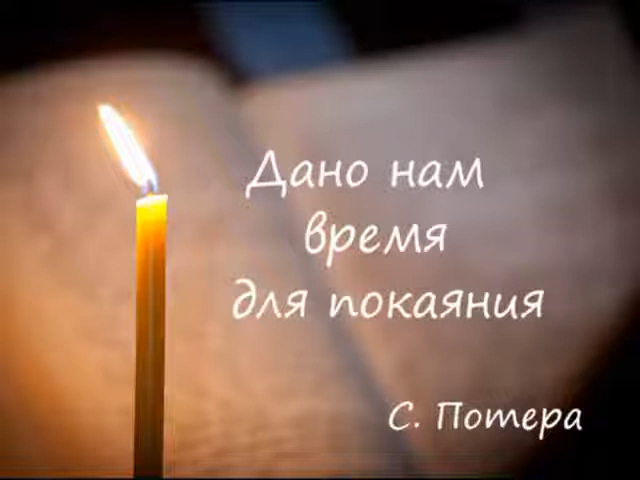 Дано нам
время
для покаяния
С. Потера